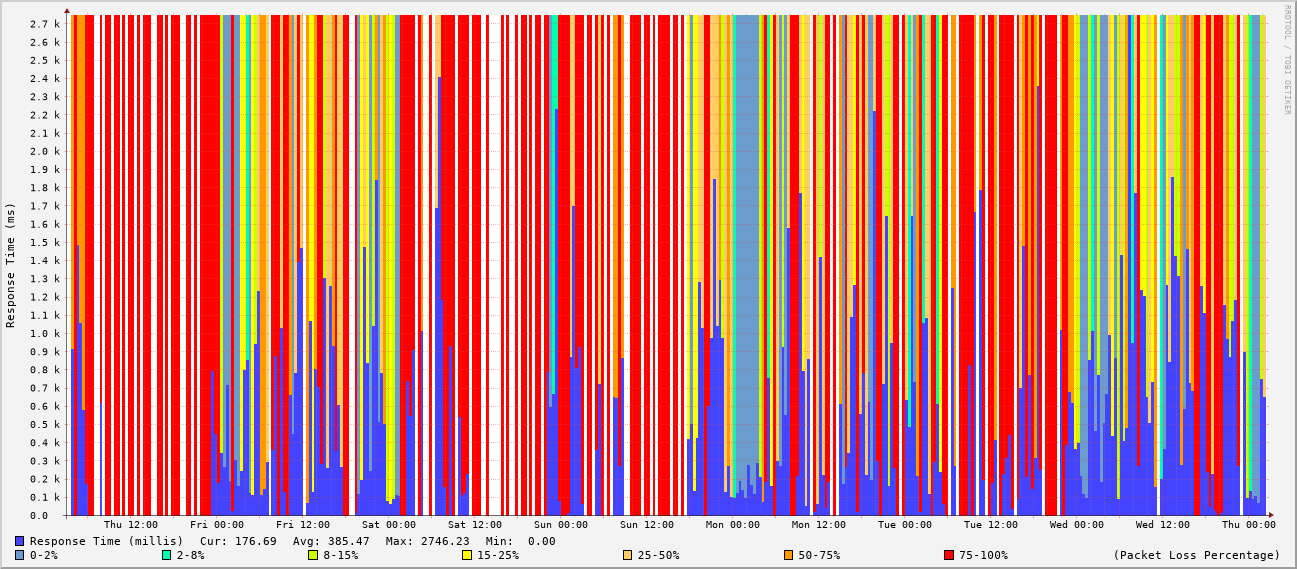 RRDTOOL / TOBI OETIKER
Response Time (ms)
2.7 k
2.6 k
2.5 k
2.4 k
2.3 k
2.2 k
2.1 k
2.0 k
1.9 k
1.8 k
1.7 k
1.6 k
1.5 k
1.4 k
1.3 k
1.2 k
1.1 k
1.0 k
0.9 k
0.8 k
0.7 k
0.6 k
0.5 k
0.4 k
0.3 k
0.2 k
0.1 k
0.0
Thu 12:00 Fri 00:00 Fri 12:00 Sat 00:00 Sat 12:00 Sun 00:00 Sun 12:00 Mon 00:00 Mon 12:00 Tue 00:00 Tue 12:00 Wed 00:00 Wed 12:00 Thu 00:00
Response Time (millis) Cur: 176.69 Avg: 385.47 Max: 2746.23 Min: 0.00
0-2% 2-8% 8-15% 15-25% 25-50% 50-75% 75-100% (Packet Loss Percentage)